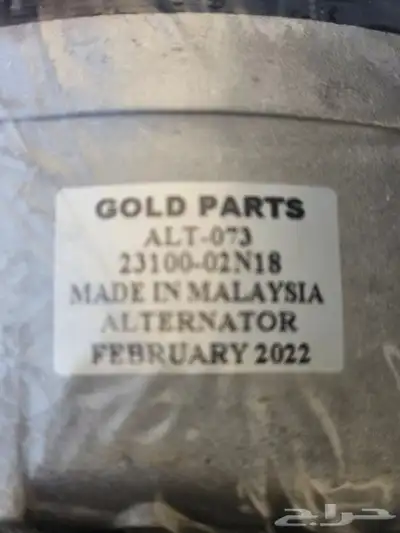 GOLD PARTS
ALT-073
23100-02N18
MADE IN MALAYSIA
ALTERNATOR
FEBRUARY 2022
حراج